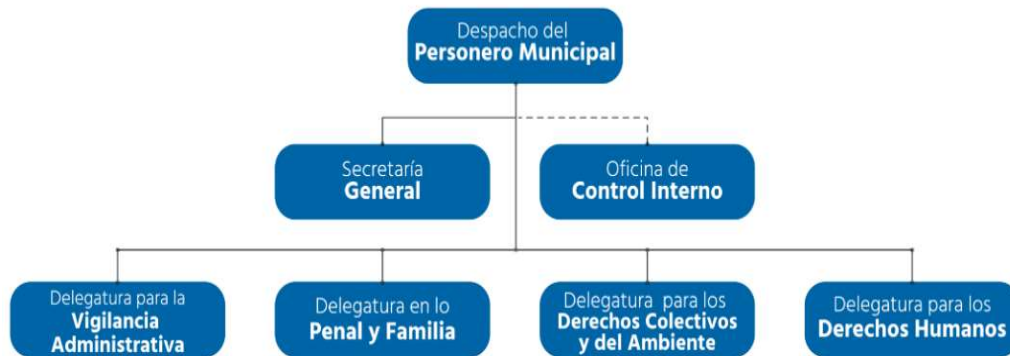 Despacho del
Personero Municipal
Secretaría
General
Oficina de
Control Interno
Delegatura para la
Vigilancia
Administrativa
Delegatura en lo
Penal y Familia
Delegatura para los
Derechos Colectivos
y del Ambiente
Delegatura para los
Derechos Humanos